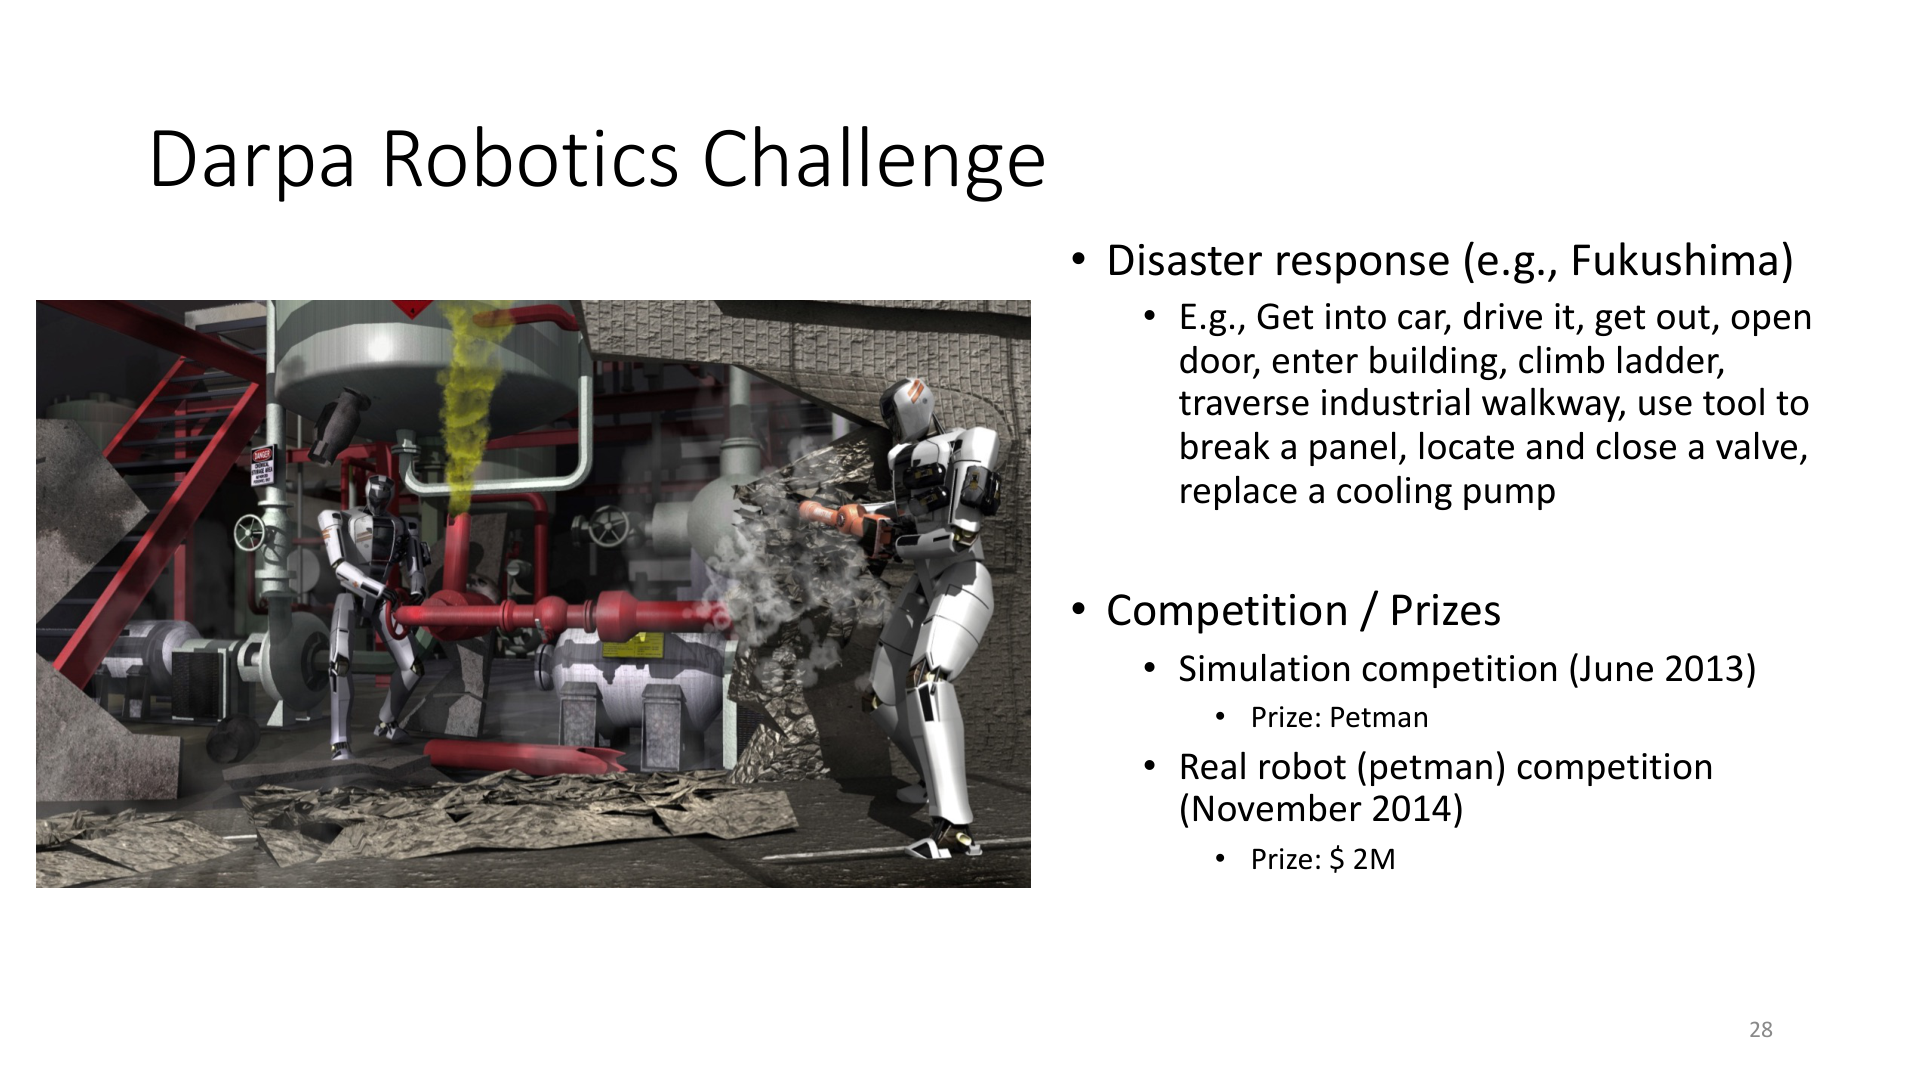 Darpa Robotics Challenge
• Disaster response (e.g., Fukushima)
• E.g., Get into car, drive it, get out, open
door, enter building, climb ladder,
traverse industrial walkway, use tool to
break a panel, locate and close a valve,
replace a cooling pump
• Competition / Prizes
• Simulation competition (June 2013)
• Prize: Petman
• Real robot (petman) competition
(November 2014)
• Prize: $ 2M
DANGER
28